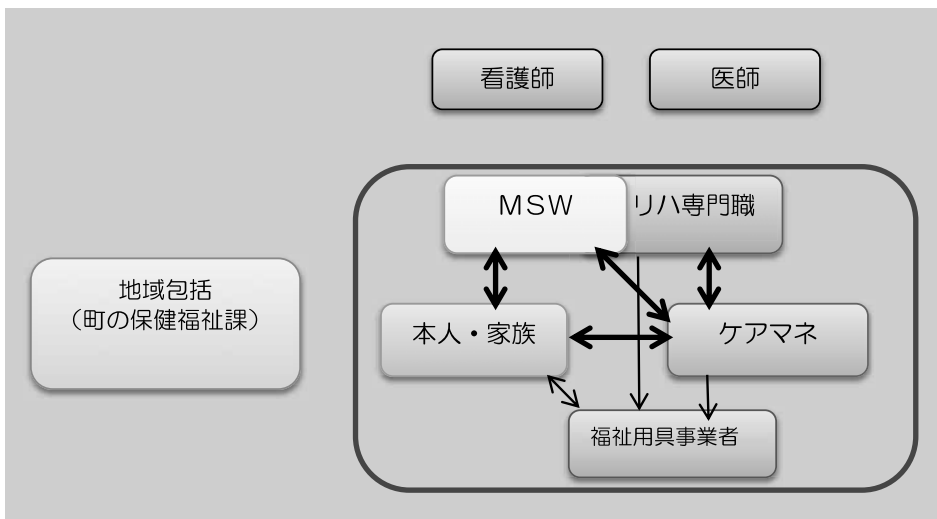 看護師
医師
MSW
リハ専門職
地域包括
（町の保健福祉課）
本人・家族
ケアマネ
福祉用具事業者